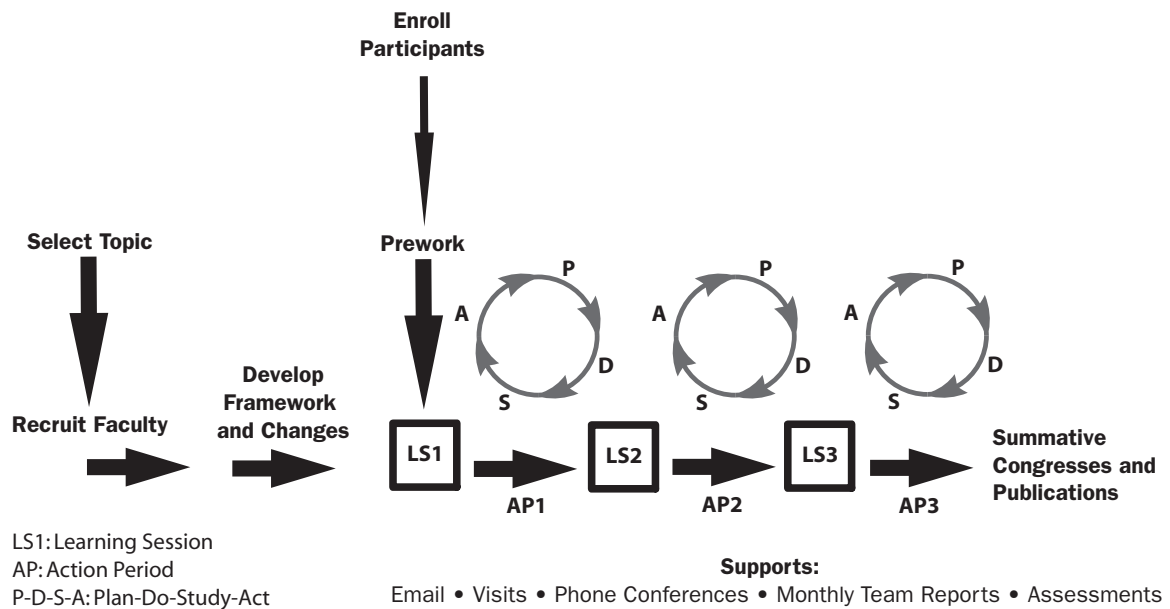 Enroll
Participants
Select Topic
Prework
P
A
D
S
P
A
D
S
P
A
D
S
Recruit Faculty
Develop
Framework
and Changes
LS1
LS2
LS3
AP1
AP2
AP3
Summative
Congresses and
Publications
LS1: Learning Session
AP: Action Period
P-D-S-A: Plan-Do-Study-Act
Supports:
Email • Visits • Phone Conferences • Monthly Team Reports • Assessments